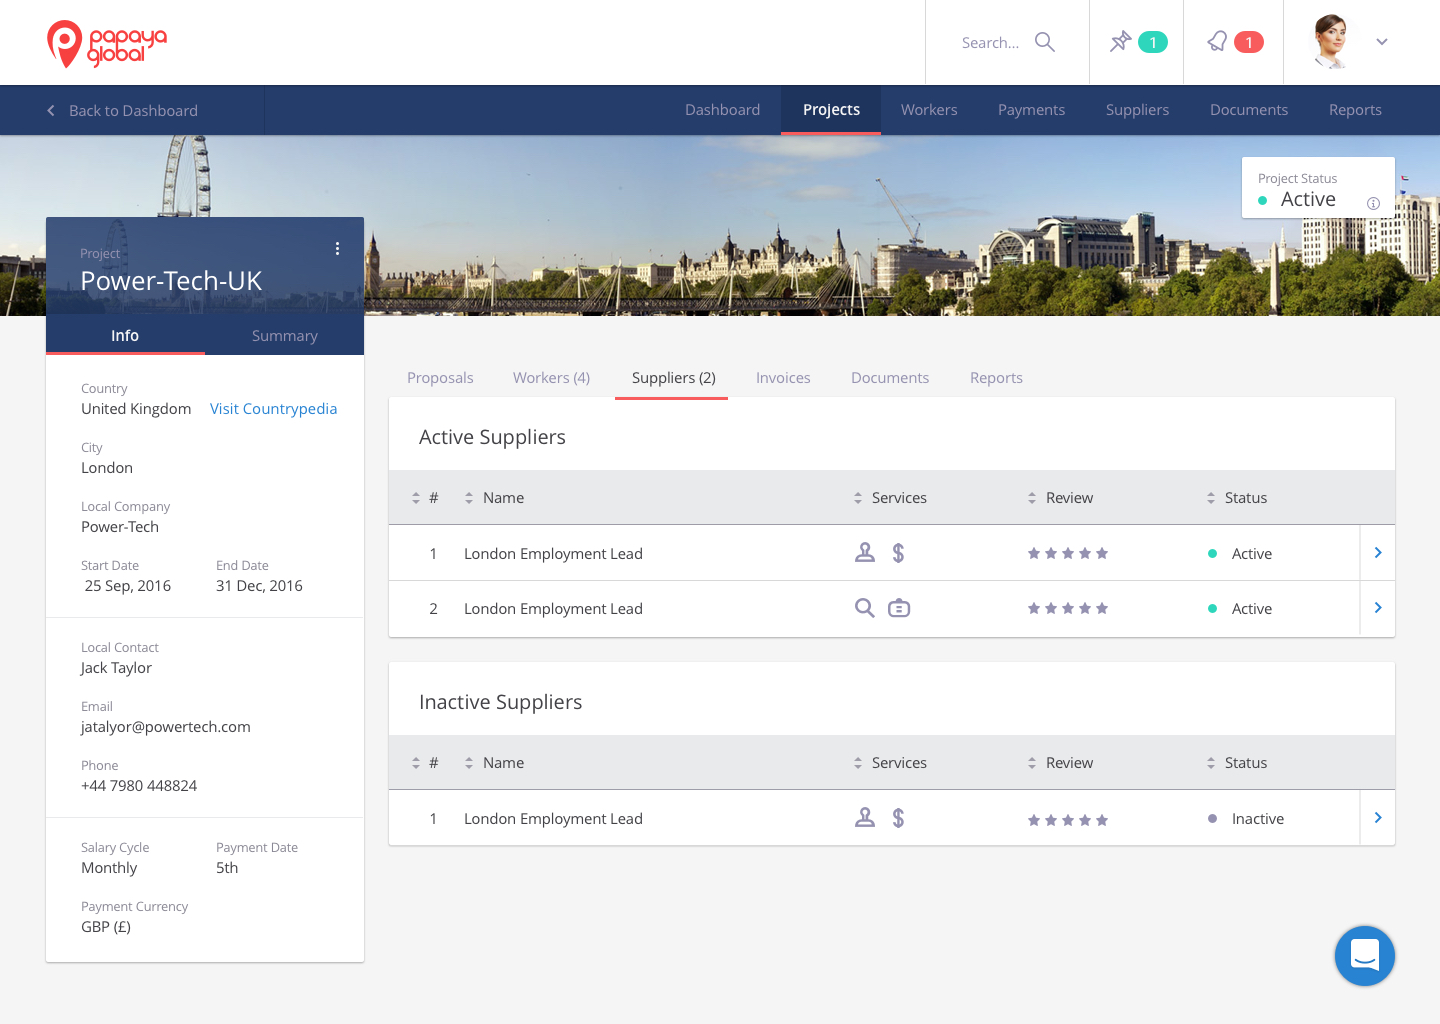 papaya
global
Search...
1
1
Back to Dashboard
Dashboard
Projects
Workers
Payments
Suppliers
Documents
Reports
Project Status
Active
Project
Power-Tech-UK
Info
Summary
Country
United Kingdom Visit Countrypedia
City
London
Local Company
Power-Tech
Start Date End Date
25 Sep, 2016 31 Dec, 2016
Local Contact
Jack Taylor
Email
jatalyor@powertech.com
Phone
+44 7980 448824
Salary Cycle Payment Date
Monthly 5th
Payment Currency
GBP (£)
Proposals
Workers (4)
Suppliers (2)
Invoices
Documents
Reports
Active Suppliers
# Name Services Review Status
1 London Employment Lead $ Active
2 London Employment Lead Active
Inactive Suppliers
# Name Services Review Status
1 London Employment Lead $ Inactive